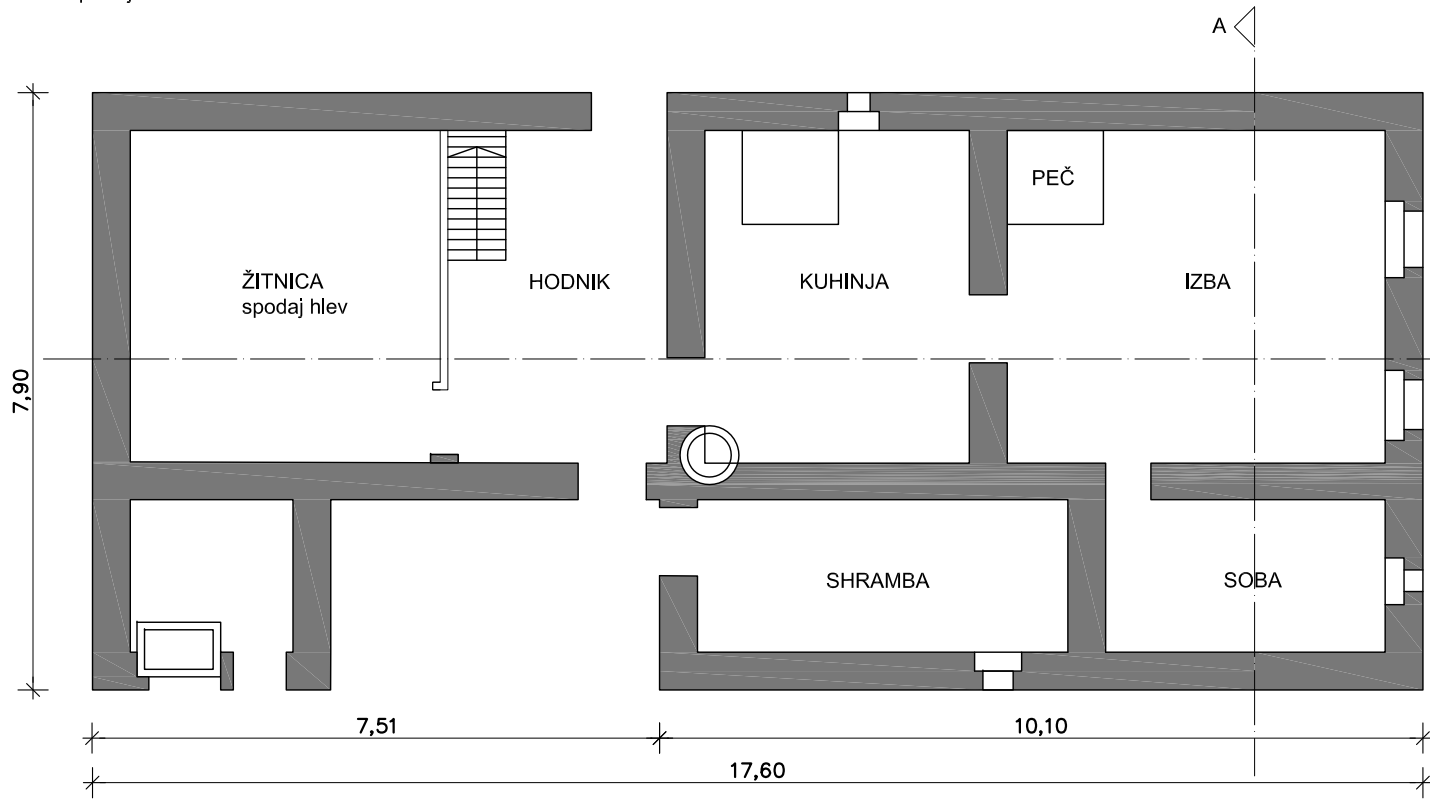 A
PEČ
ŽITNICA
spodaj hlev
HODNIK
KUHINJA
IZBA
7,90
SHRAMBA
SOBA
7,51
10,10
17,60